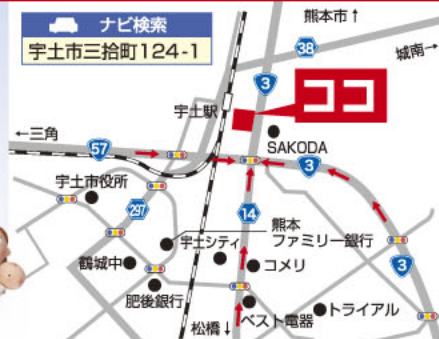 ナビ検索
宇土市三拾町124-1
熊本市↑
38
城南→
3
宇土駅
ココ
SAKODA
←三角
57
3
宇土市役所
297
14
熊本
ファミリー銀行
宇土シティ
鶴城中
コメリ
3
肥後銀行
トライアル
ベスト電器
松橋↓